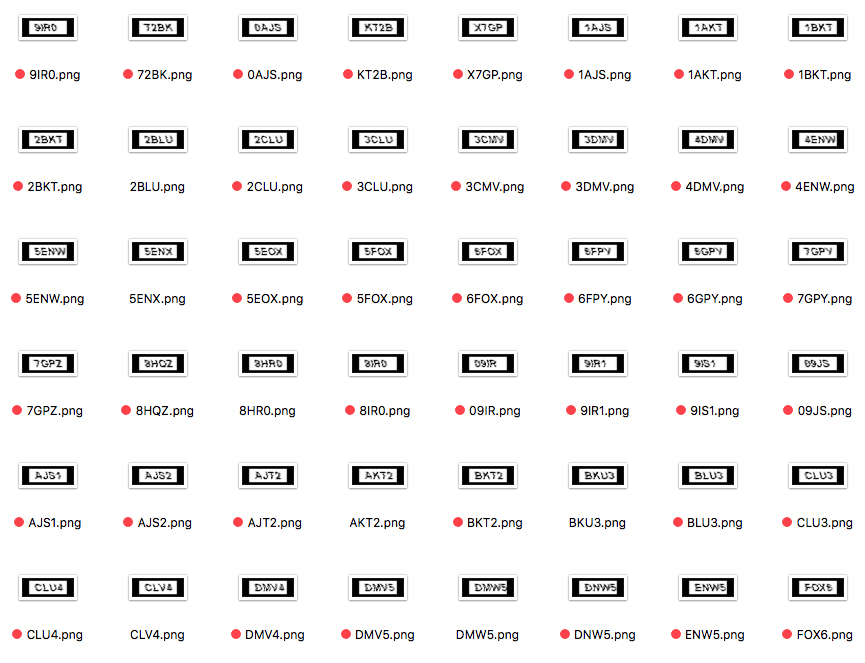 9IR0 72BK 0AJS KT2B X7GP 1AJS 1AKT 1BKT
9IR0.png 72BK.png 0AJS.png KT2B.png X7GP.png 1AJS.png 1AKT.png 1BKT.png
2BKT 2BLU 2CLU 3CLU 3CMV 3DMV 4DMV 4ENW
2BKT.png 2BLU.png 2CLU.png 3CLU.png 3CMV.png 3DMV.png 4DMV.png 4ENW.png
5ENW 5ENX 5EOX 5FOX 6FOX 6FPY 6GPY 7GPY
5ENW.png 5ENX.png 5EOX.png 5FOX.png 6FOX.png 6FPY.png 6GPY.png 7GPY.png
7GPZ 8HQZ 8HR0 8IR0 09IR 9IR1 9IS1 09JS
7GPZ.png 8HQZ.png 8HR0.png 8IR0.png 09IR.png 9IR1.png 9IS1.png 09JS.png
AJS1 AJS2 AJT2 AKT2 BKT2 BKU3 BLU3 CLU3
AJS1.png AJS2.png AJT2.png AKT2.png BKT2.png BKU3.png BLU3.png CLU3.png
CLU4 CLV4 DMV4 DMV5 DMW5 DNW5 ENW5 FOX6
CLU4.png CLV4.png DMV4.png DMV5.png DMW5.png DNW5.png ENW5.png FOX6.png